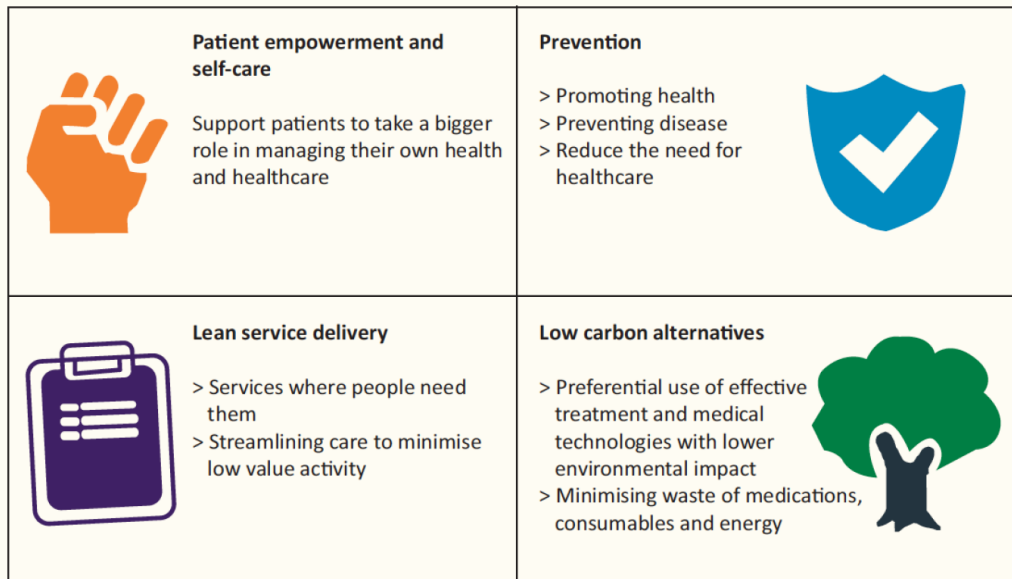 Patient empowerment and
self-care
Support patients to take a bigger
role in managing their own health
and healthcare
Prevention
> Promoting health
> Preventing disease
> Reduce the need for
healthcare
Lean service delivery
> Services where people need
them
> Streamlining care to minimise
low value activity
Low carbon alternatives
> Preferential use of effective
treatment and medical
technologies with lower
environmental impact
> Minimising waste of medications,
consumables and energy